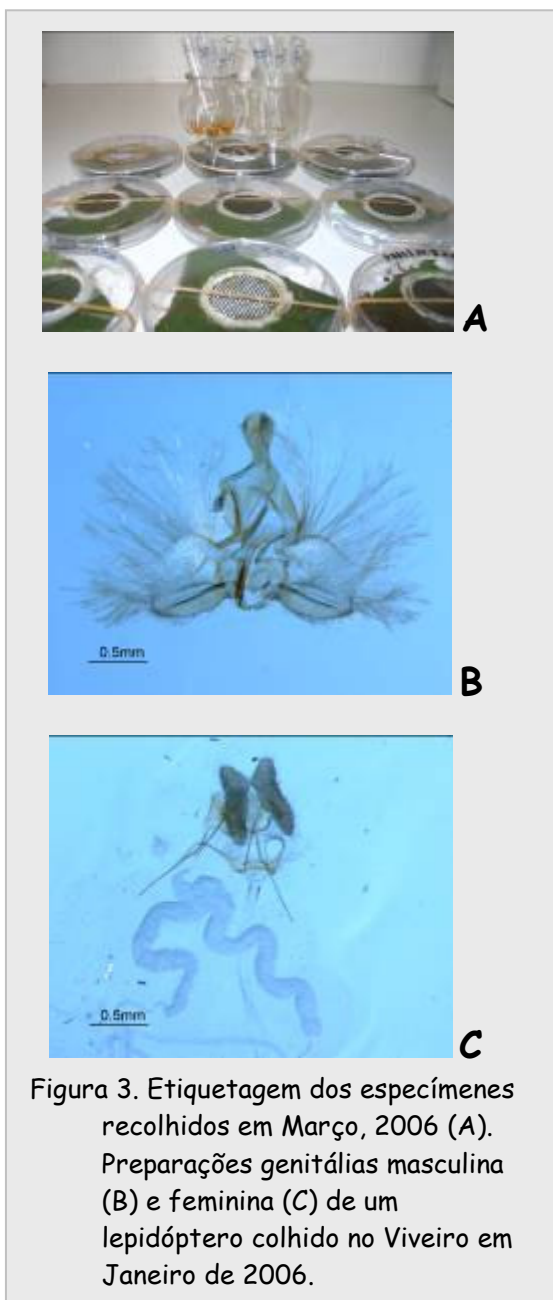 A
0.5mm
B
0.5mm
C
Figura 3. Etiquetagem dos especímenes
recolhidos em Março, 2006 (A).
Preparações genitálias masculina
(B) e feminina (C) de um
lepidóptero colhido no Viveiro em
Janeiro de 2006.